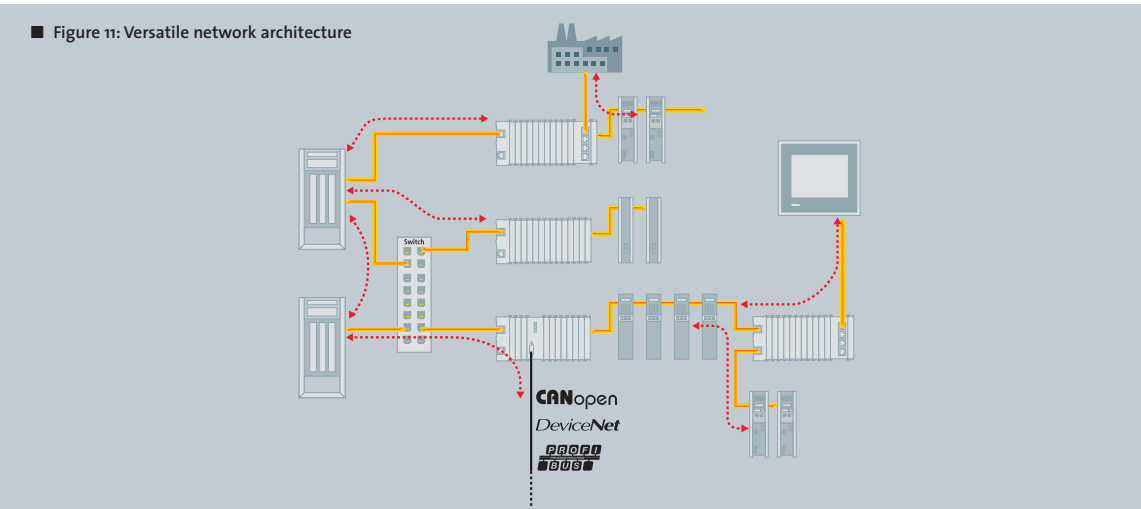 ■ Figure 11: Versatile network architecture
Switch
CANopen
DeviceNet
PROFI
BUS